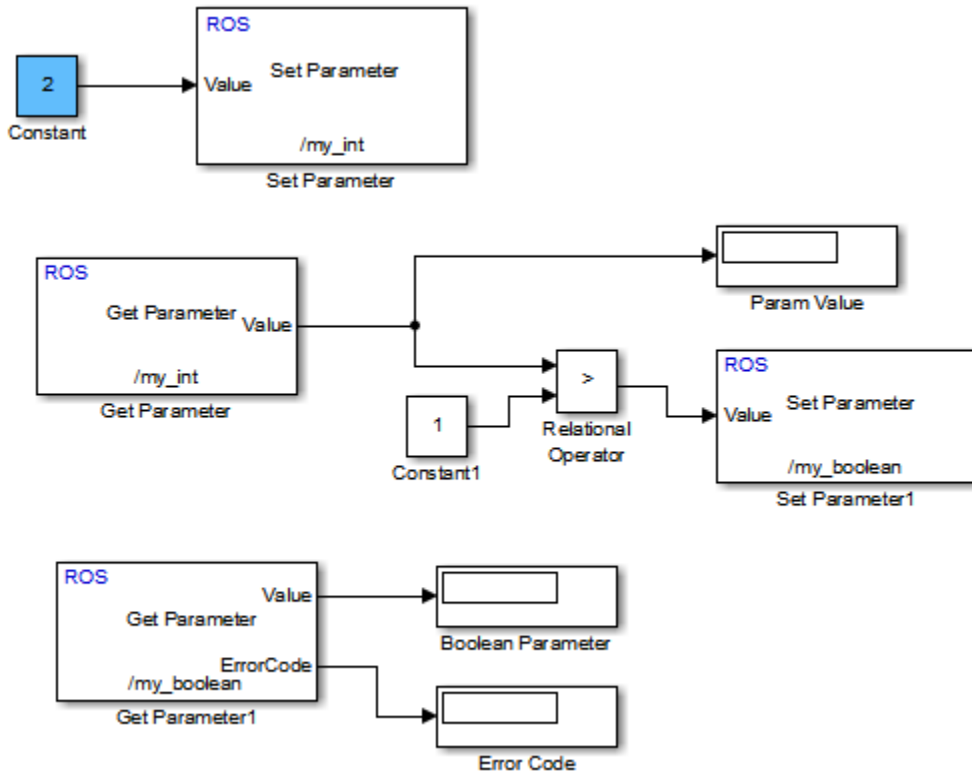 ROS
2
Value
Set Parameter
Constant
/my_int
Set Parameter
ROS
Get Parameter
Value
/my_int
Get Parameter
Param Value
>
1
Constant1
Relational
Operator
ROS
Value
Set Parameter
/my_boolean
Set Parameter1
ROS
Value
Get Parameter
ErrorCode
/my_boolean
Get Parameter1
Boolean Parameter
Error Code